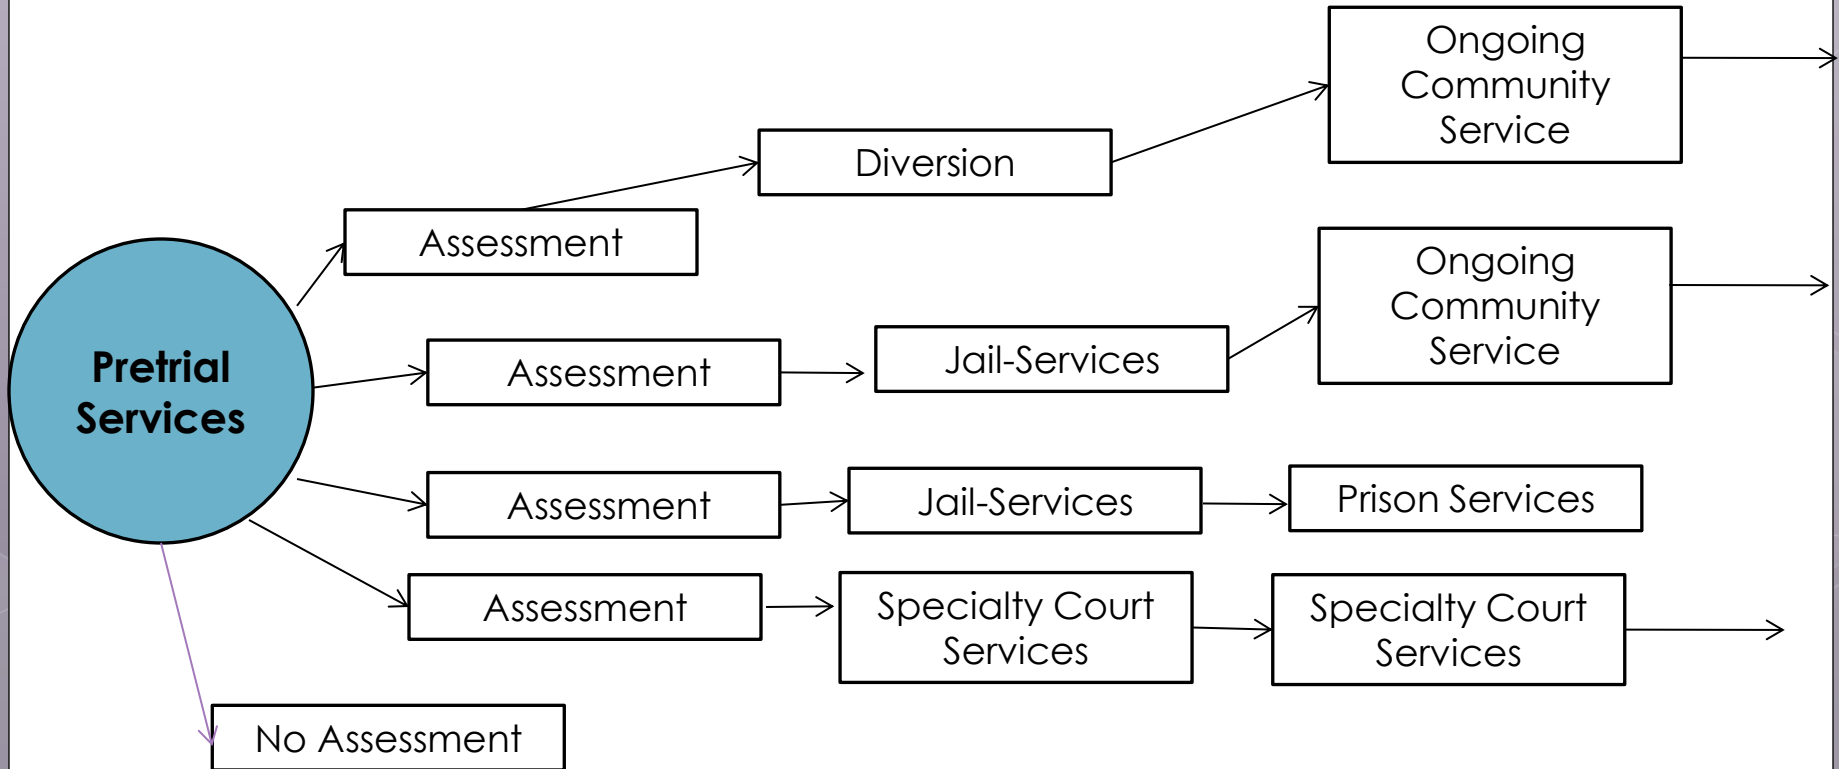 Pretrial
Services
Assessment
Diversion
Ongoing
Community
Service
Assessment
Jail-Services
Ongoing
Community
Service
Assessment
Jail-Services
Prison Services
Assessment
Specialty Court
Services
Specialty Court
Services
No Assessment